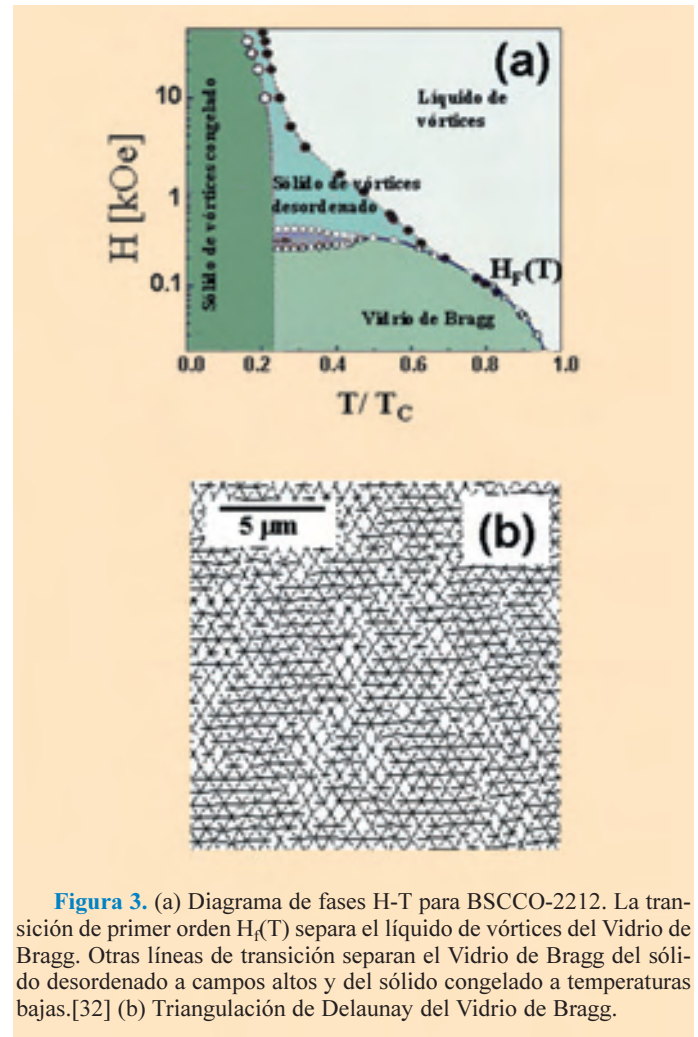 (a)
Líquido de
vórtices
Sólido de vórtices congelado
Sólido de vórtices
desordenado
H_F(T)
Vidrio de Bragg
H [kOe]
10
1
0.1
0.0 0.2 0.4 0.6 0.8 1.0
T/ T_C
5 µm
(b)
Figura 3. (a) Diagrama de fases H-T para BSCCO-2212. La tran-
sición de primer orden H_f(T) separa el líquido de vórtices del Vidrio de
Bragg. Otras líneas de transición separan el Vidrio de Bragg del sóli-
do desordenado a campos altos y del sólido congelado a temperaturas
bajas.[32] (b) Triangulación de Delaunay del Vidrio de Bragg.